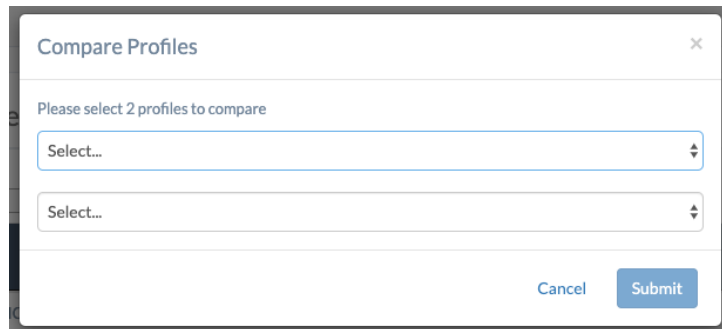 Compare Profiles ×
Please select 2 profiles to compare
Select...
Select...
Cancel Submit